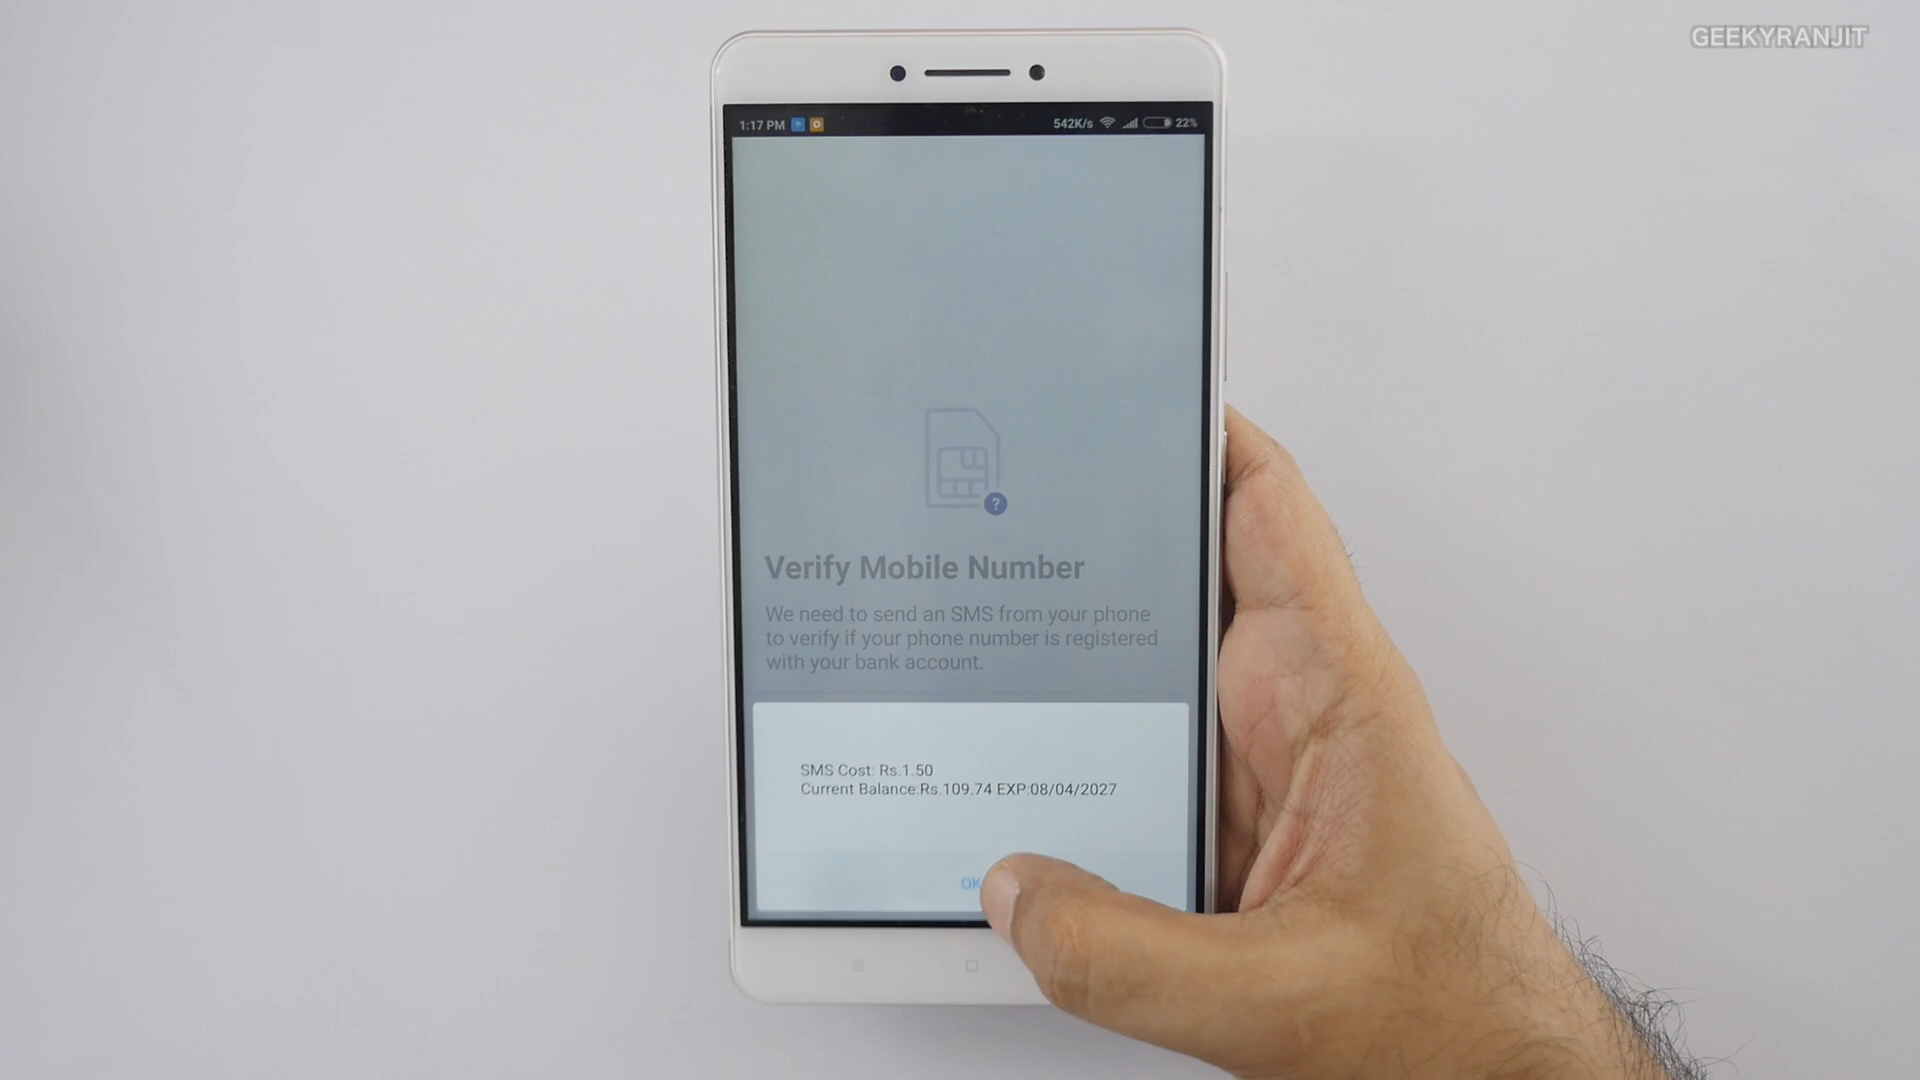 GEEKYRANJIT
1:17 PM
542K/s
22%
?
Verify Mobile Number
We need to send an SMS from your phone
to verify if your phone number is registered
with your bank account.
SMS Cost: Rs.1.50
Current Balance:Rs.109.74 EXP:08/04/2027
OK